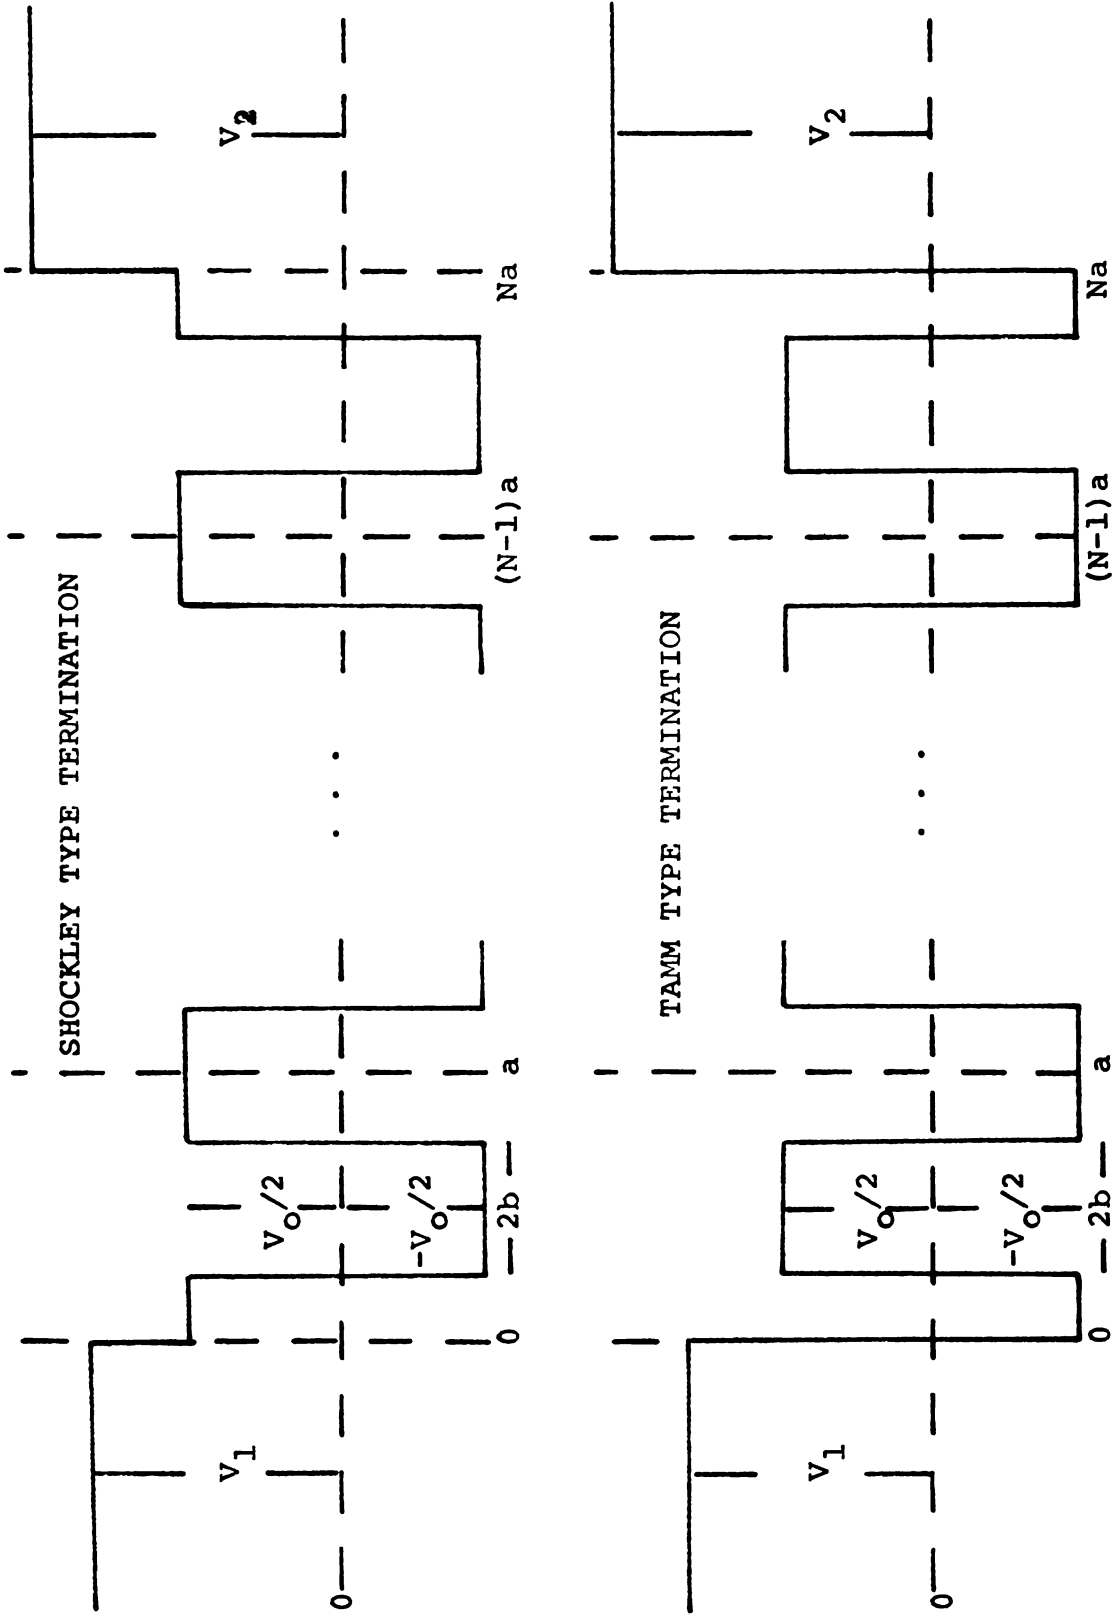 SHOCKLEY TYPE TERMINATION
V1
V2
Vo/2
0
-Vo/2
0 2b a (N-1)a Na
TAMM TYPE TERMINATION
V1
V2
Vo/2
0
-Vo/2
0 2b a (N-1)a Na